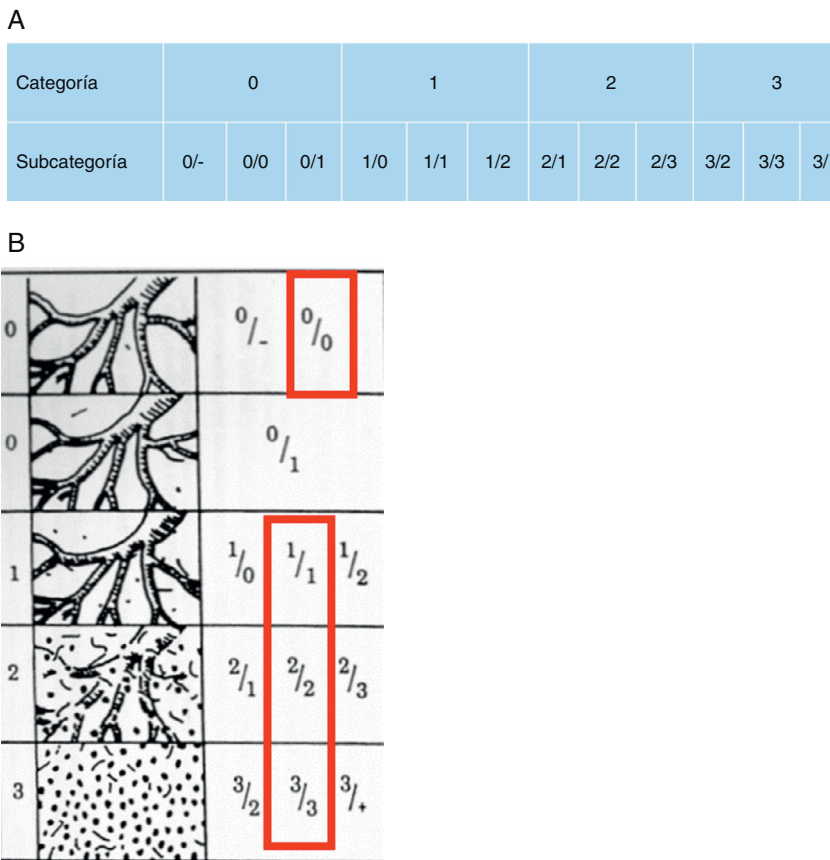 A
Categoría 0 1 2 3
Subcategoría 0/- 0/0 0/1 1/0 1/1 1/2 2/1 2/2 2/3 3/2 3/3 3/
B
0 0/- 0/0
0 0/1
1 1/0 1/1 1/2
2 2/1 2/2 2/3
3 3/2 3/3 3/+